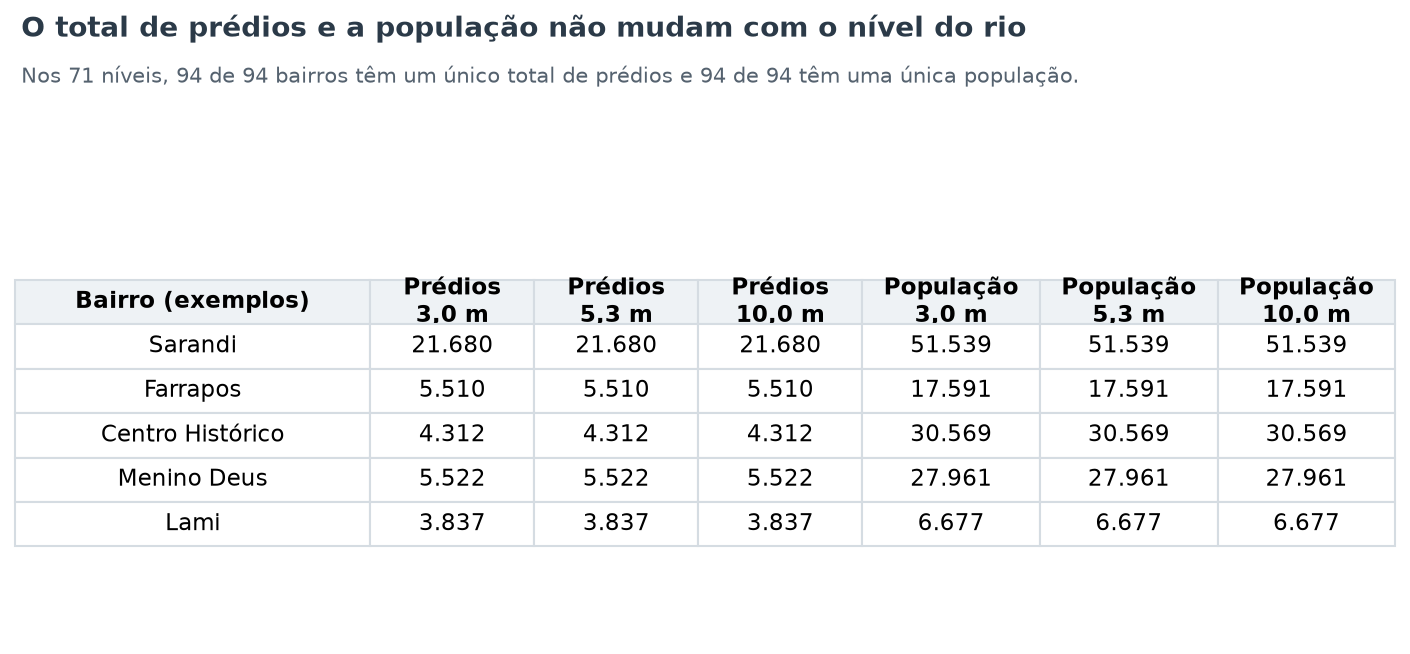 O total de prédios e a população não mudam com o nível do rio
Nos 71 níveis, 94 de 94 bairros têm um único total de prédios e 94 de 94 têm uma única população.
Bairro (exemplos) Prédios 3,0 m Prédios 5,3 m Prédios 10,0 m População 3,0 m População 5,3 m População 10,0 m
Sarandi 21.680 21.680 21.680 51.539 51.539 51.539
Farrapos 5.510 5.510 5.510 17.591 17.591 17.591
Centro Histórico 4.312 4.312 4.312 30.569 30.569 30.569
Menino Deus 5.522 5.522 5.522 27.961 27.961 27.961
Lami 3.837 3.837 3.837 6.677 6.677 6.677